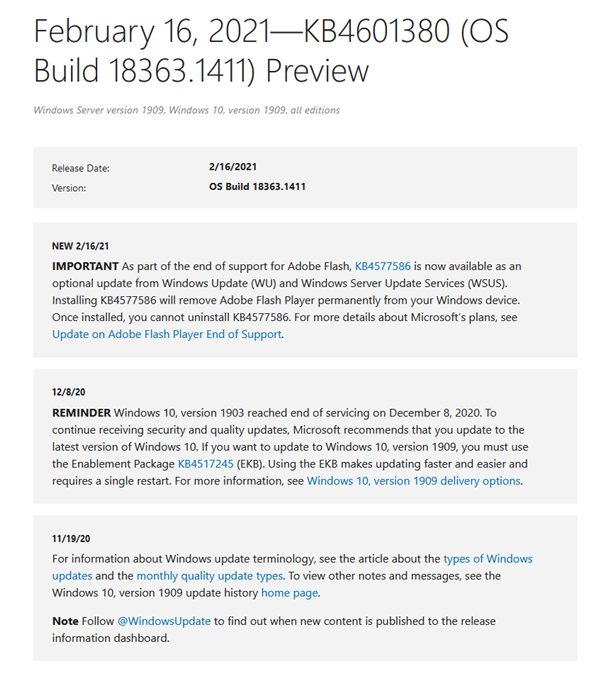 February 16, 2021—KB4601380 (OS
Build 18363.1411) Preview
Windows Server version 1909, Windows 10, version 1909, all editions
Release Date: 2/16/2021
Version: OS Build 18363.1411
NEW 2/16/21
IMPORTANT As part of the end of support for Adobe Flash, KB4577586 is now available as an
optional update from Windows Update (WU) and Windows Server Update Services (WSUS).
Installing KB4577586 will remove Adobe Flash Player permanently from your Windows device.
Once installed, you cannot uninstall KB4577586. For more details about Microsoft's plans, see
Update on Adobe Flash Player End of Support.
12/8/20
REMINDER Windows 10, version 1903 reached end of servicing on December 8, 2020. To
continue receiving security and quality updates, Microsoft recommends that you update to the
latest version of Windows 10. If you want to update to Windows 10, version 1909, you must use
the Enablement Package KB4517245 (EKB). Using the EKB makes updating faster and easier and
requires a single restart. For more information, see Windows 10, version 1909 delivery options.
11/19/20
For information about Windows update terminology, see the article about the types of Windows
updates and the monthly quality update types. To view other notes and messages, see the
Windows 10, version 1909 update history home page.
Note Follow @WindowsUpdate to find out when new content is published to the release
information dashboard.